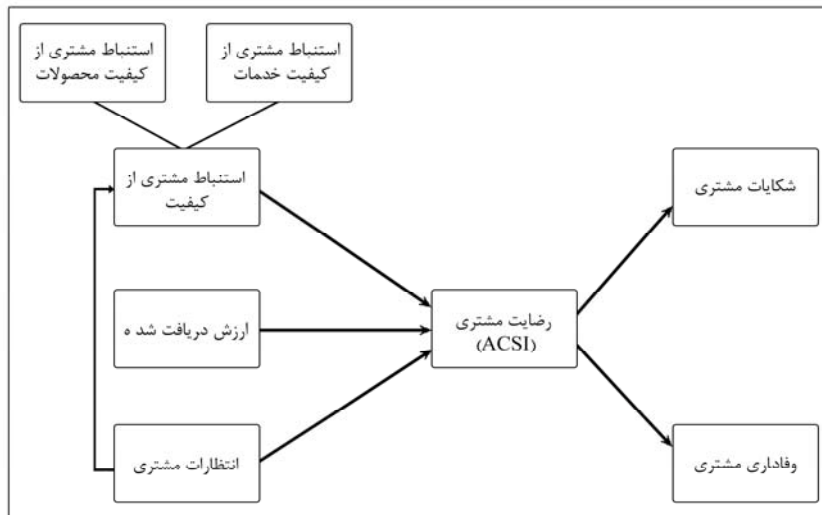 استنباط مشتری از
کیفیت خدمات
استنباط مشتری از
کیفیت محصولات
استنباط مشتری از
کیفیت
شکایات مشتری
ارزش دریافت شد ه
رضایت مشتری
(ACSI)
انتظارات مشتری
وفاداری مشتری